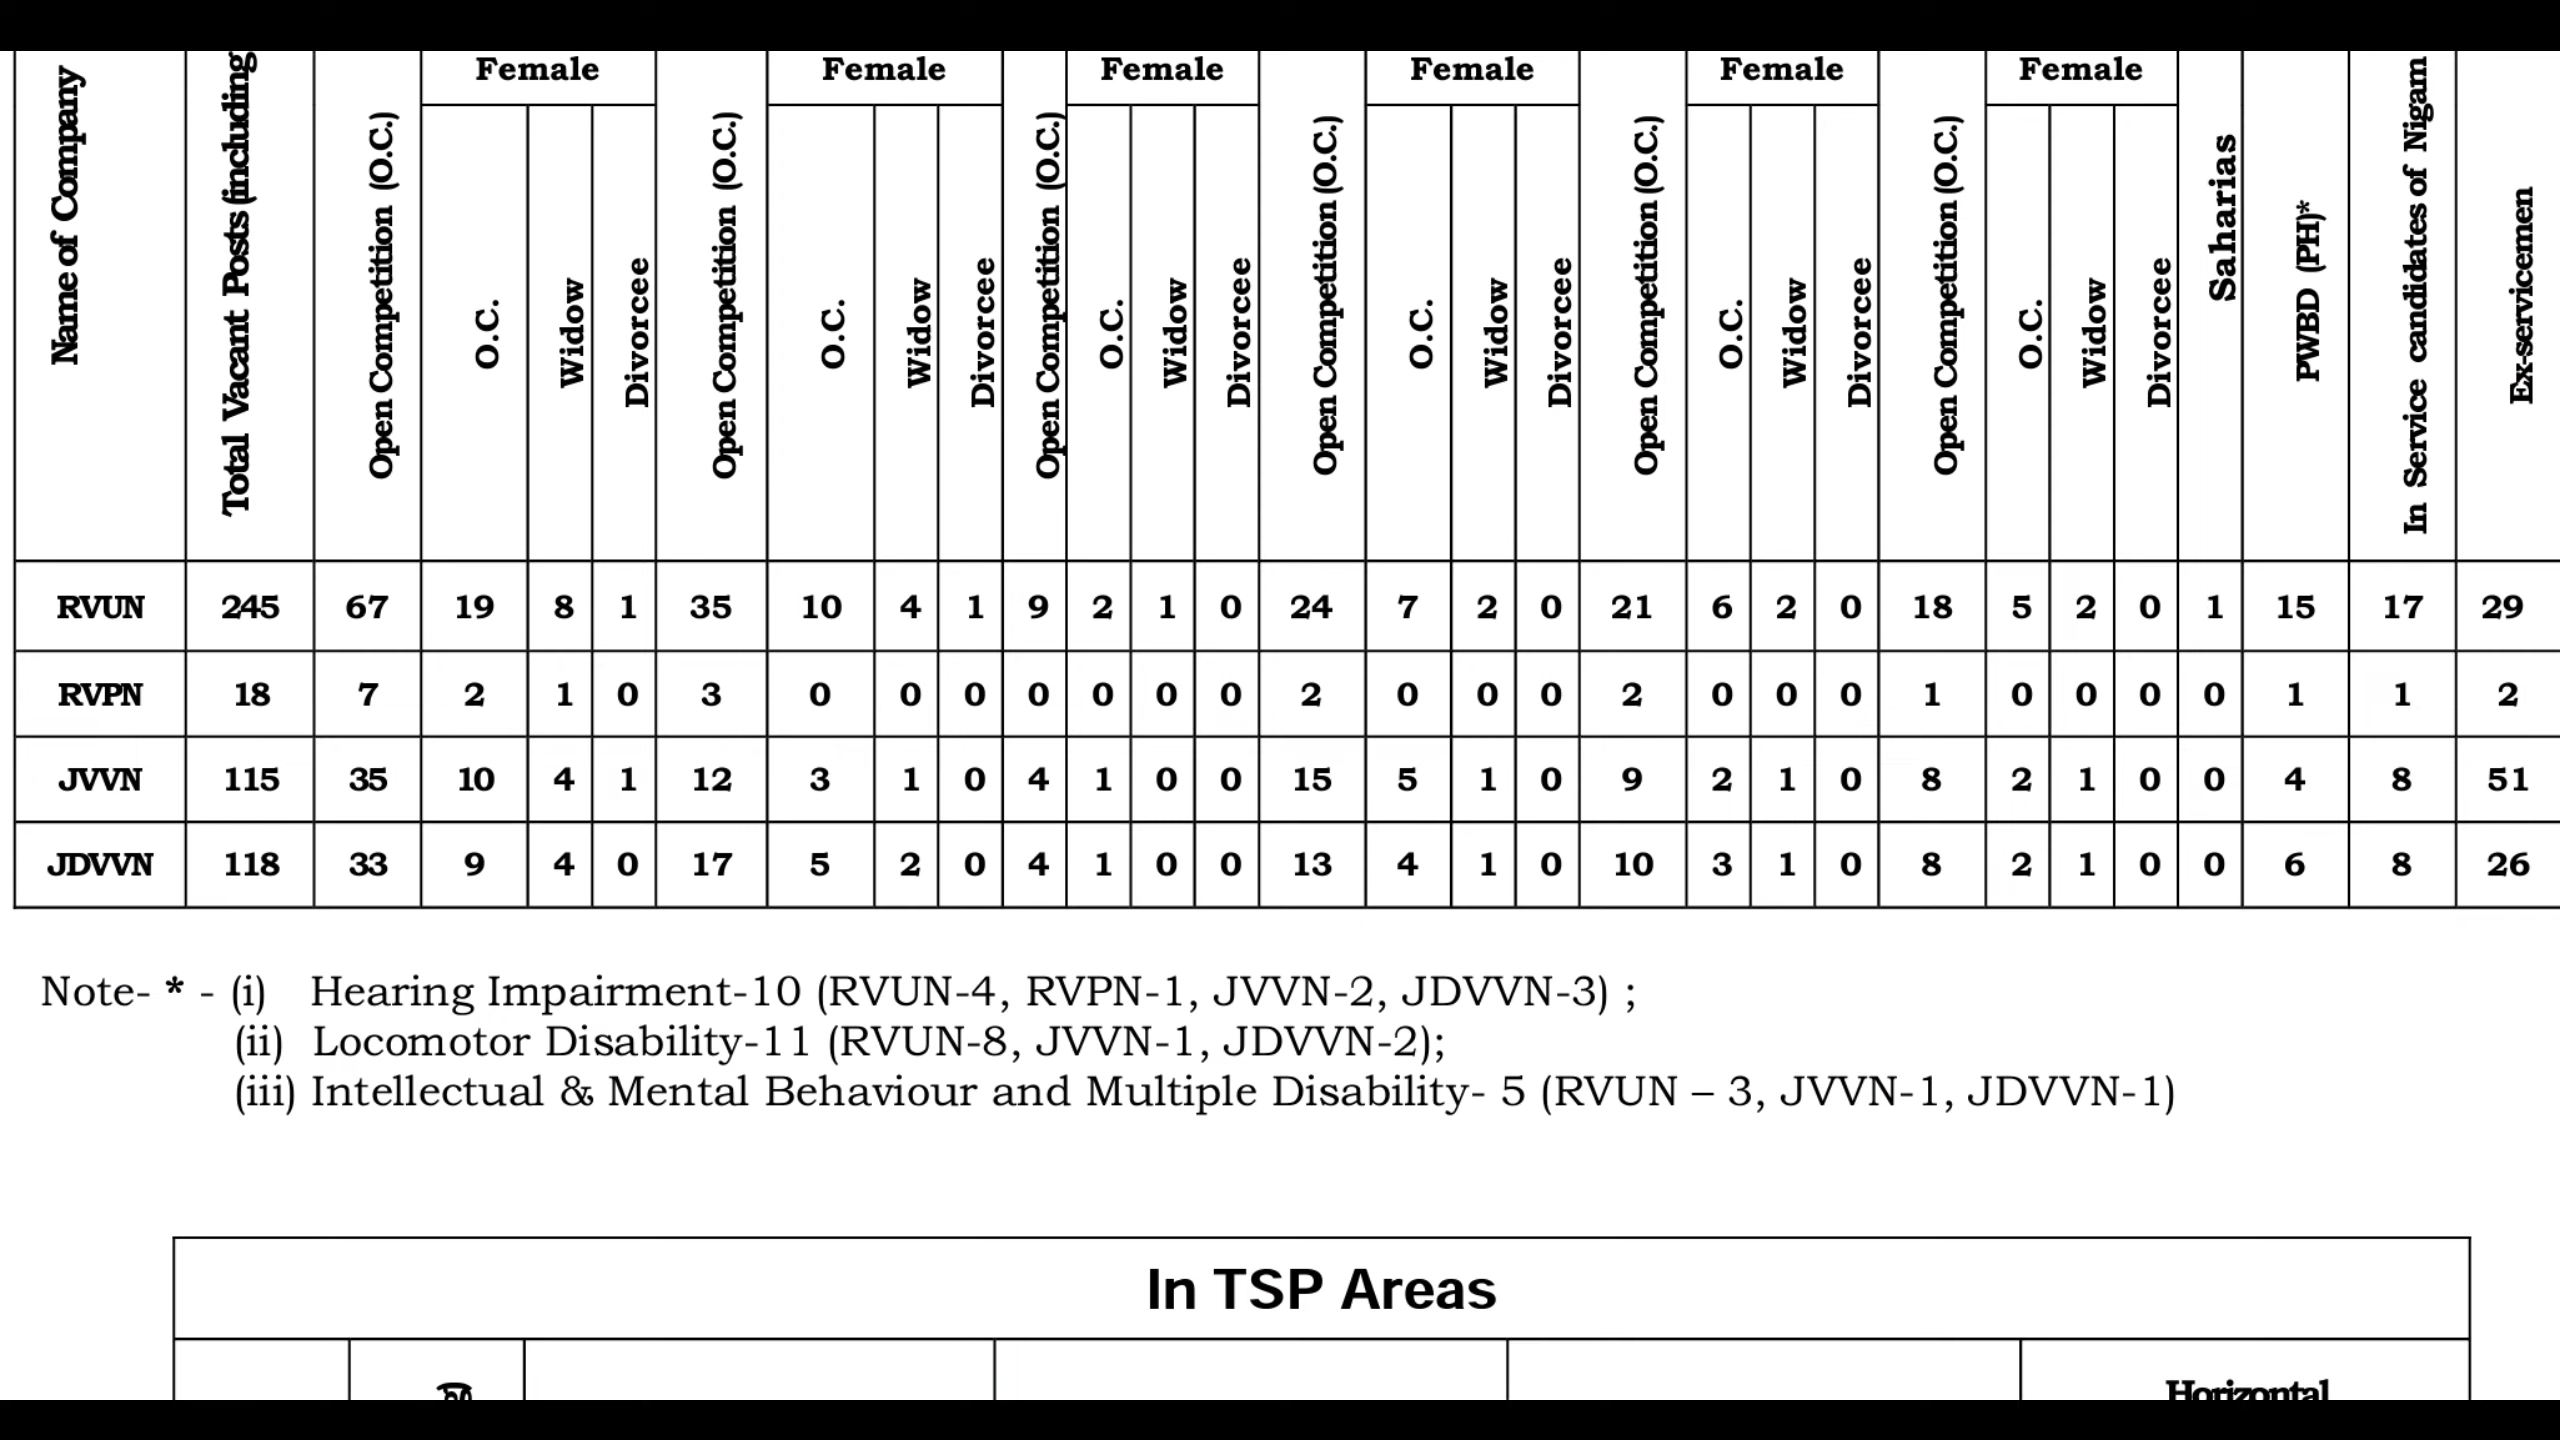 Name of Company
Total Vacant Posts (including
Open Competition (O.C.)
Female
O.C.
Widow
Divorcee
Open Competition (O.C.)
Female
O.C.
Widow
Divorcee
Open Competition (O.C.)
Female
O.C.
Widow
Divorcee
Open Competition (O.C.)
Female
O.C.
Widow
Divorcee
Open Competition (O.C.)
Female
O.C.
Widow
Divorcee
Open Competition (O.C.)
Female
O.C.
Widow
Divorcee
Saharias
PWBD (PH)*
In Service candidates of Nigam
Ex-servicemen
RVUN 245 67 19 8 1 35 10 4 1 9 2 1 0 24 7 2 0 21 6 2 0 18 5 2 0 1 15 17 29
RVPN 18 7 2 1 0 3 0 0 0 0 0 0 0 2 0 0 0 2 0 0 0 1 0 0 0 0 1 1 2
JVVN 115 35 10 4 1 12 3 1 0 4 1 0 0 15 5 1 0 9 2 1 0 8 2 1 0 0 4 8 51
JDVVN 118 33 9 4 0 17 5 2 0 4 1 0 0 13 4 1 0 10 3 1 0 8 2 1 0 0 6 8 26
Note- * - (i) Hearing Impairment-10 (RVUN-4, RVPN-1, JVVN-2, JDVVN-3) ;
(ii) Locomotor Disability-11 (RVUN-8, JVVN-1, JDVVN-2);
(iii) Intellectual & Mental Behaviour and Multiple Disability- 5 (RVUN – 3, JVVN-1, JDVVN-1)
In TSP Areas
Horizontal